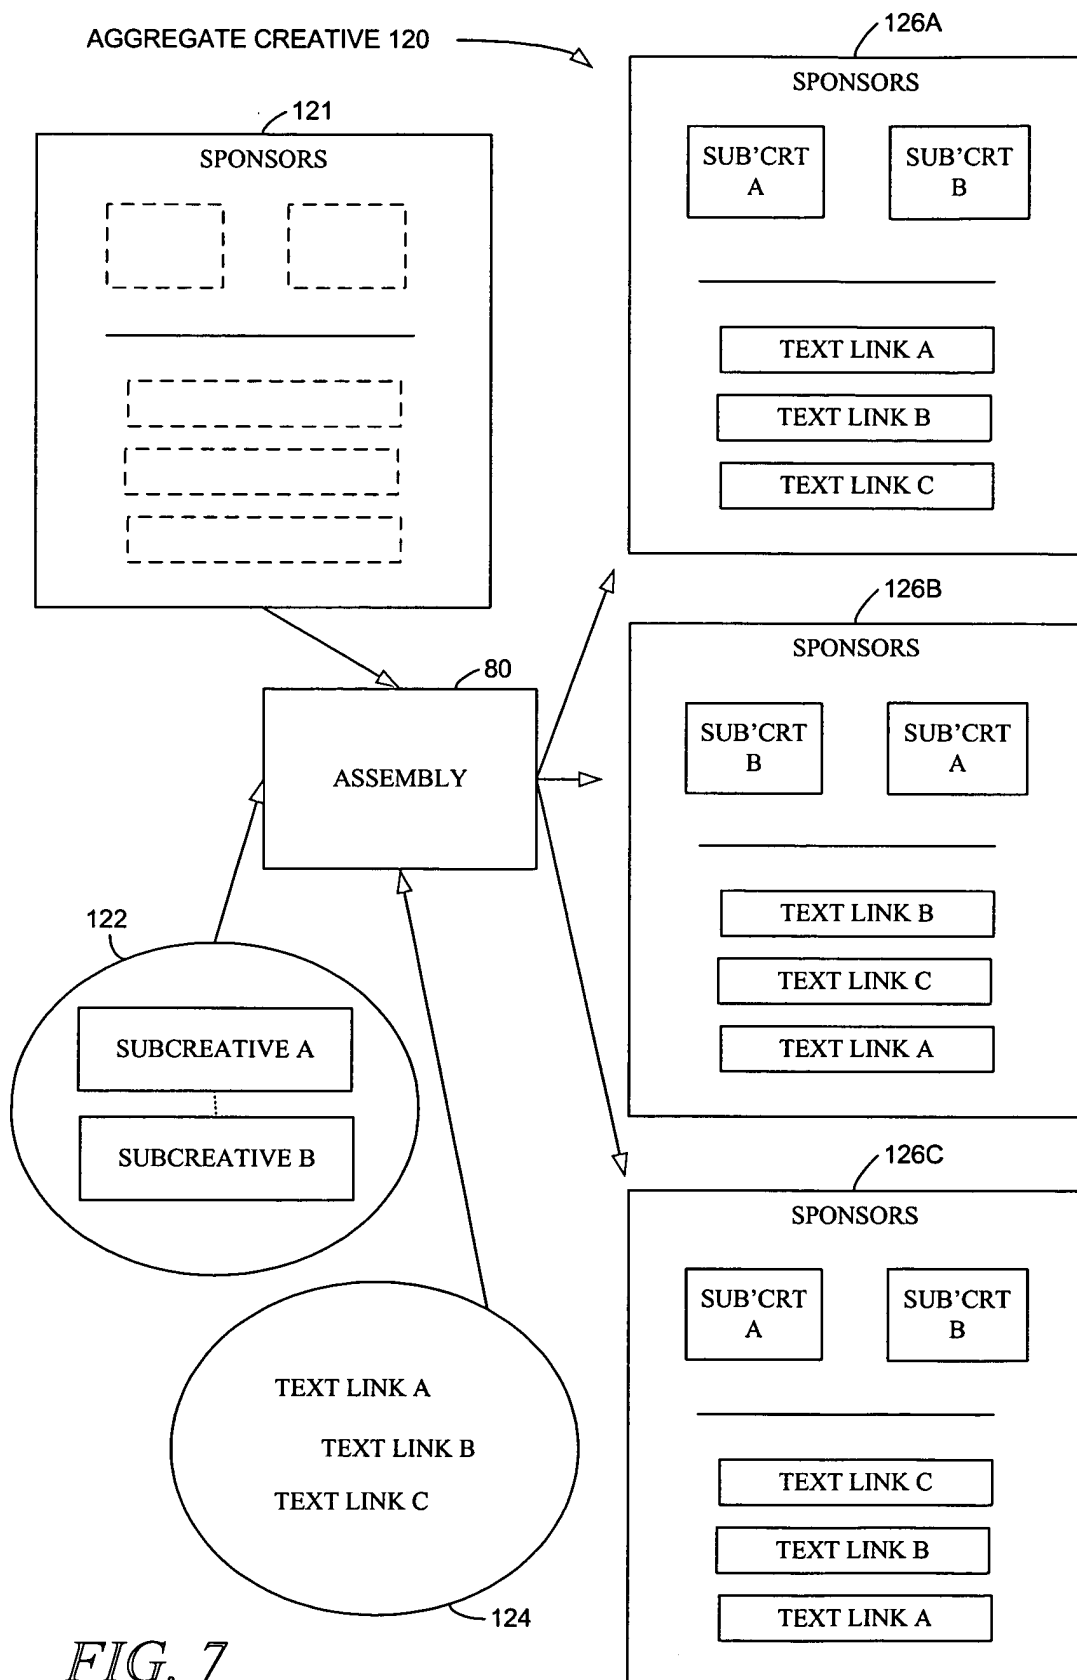 AGGREGATE CREATIVE 120
121
SPONSORS
80
ASSEMBLY
122
SUBCREATIVE A
SUBCREATIVE B
TEXT LINK A
TEXT LINK B
TEXT LINK C
124
126A
SPONSORS
SUB'CRT
A
SUB'CRT
B
TEXT LINK A
TEXT LINK B
TEXT LINK C
126B
SPONSORS
SUB'CRT
B
SUB'CRT
A
TEXT LINK B
TEXT LINK C
TEXT LINK A
126C
SPONSORS
SUB'CRT
A
SUB'CRT
B
TEXT LINK C
TEXT LINK B
TEXT LINK A
FIG. 7